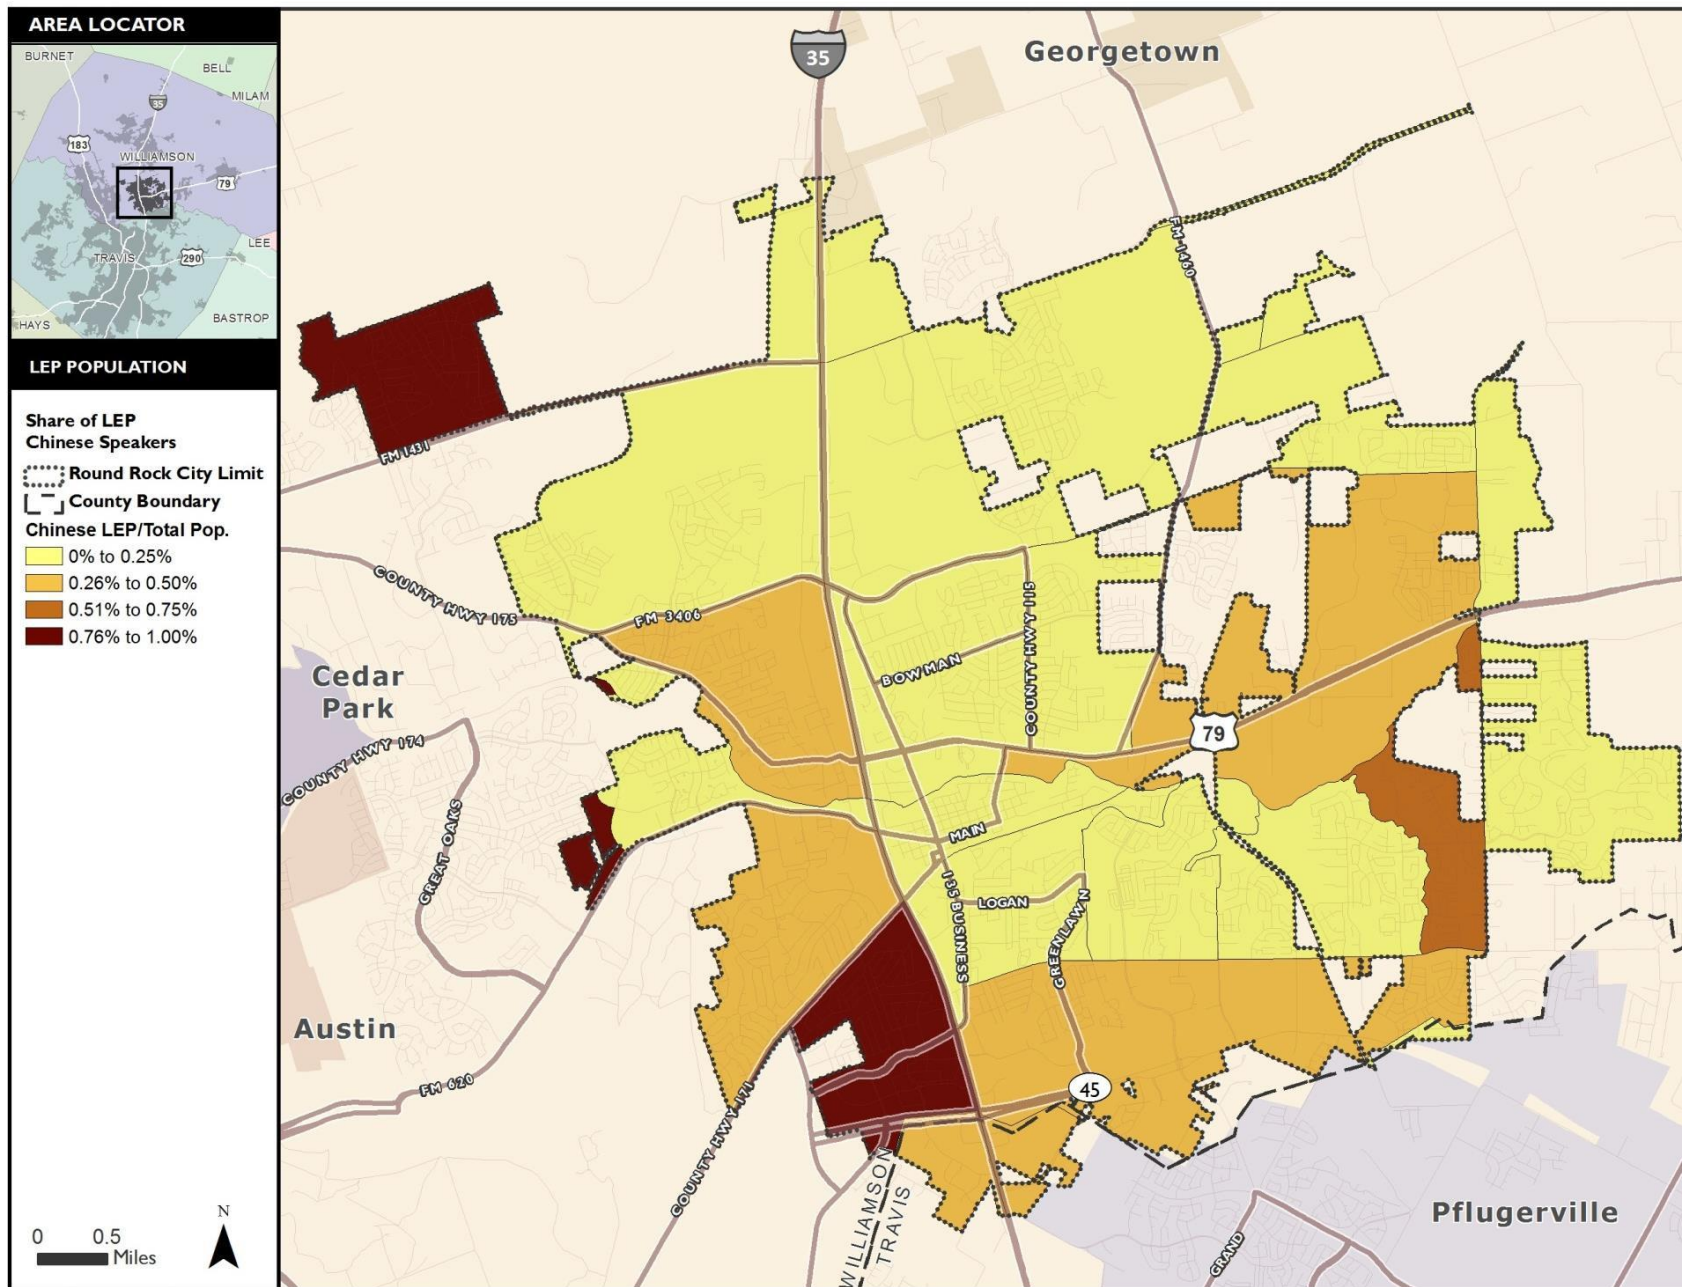 AREA LOCATOR
BURNET
BELL
MILAM
35
183
WILLIAMSON
79
LEE
TRAVIS
290
HAYS
BASTROP
LEP POPULATION
Share of LEP
Chinese Speakers
Round Rock City Limit
County Boundary
Chinese LEP/Total Pop.
0% to 0.25%
0.26% to 0.50%
0.51% to 0.75%
0.76% to 1.00%
0 0.5
Miles
N
35
Georgetown
FM 1460
FM 1431
COUNTY HWY 175
FM 3406
COUNTY HWY 115
BOWMAN
Cedar
Park
79
COUNTY HWY 174
GREAT OAKS
MAIN
I35 BUSINESS
LOGAN
GREENLAWN
Austin
FM 620
45
COUNTY HWY 171
WILLIAMSON
TRAVIS
Pflugerville
GRAND